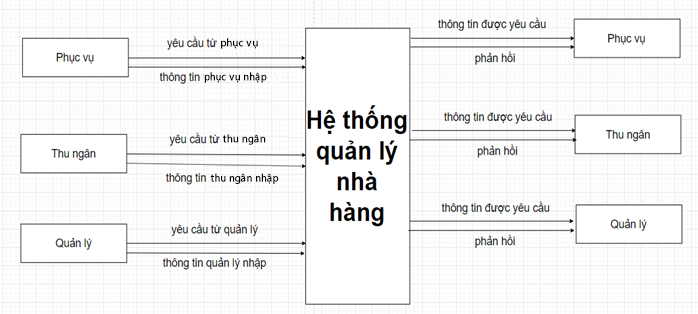 yêu cầu từ phục vụ
Phục vụ
thông tin phục vụ nhập
yêu cầu từ thu ngân
Thu ngân
thông tin thu ngân nhập
yêu cầu từ quản lý
Quản lý
thông tin quản lý nhập
Hệ thống
quản lý
nhà
hàng
thông tin được yêu cầu
Phục vụ
phản hồi
thông tin được yêu cầu
Thu ngân
phản hồi
thông tin được yêu cầu
Quản lý
phản hồi